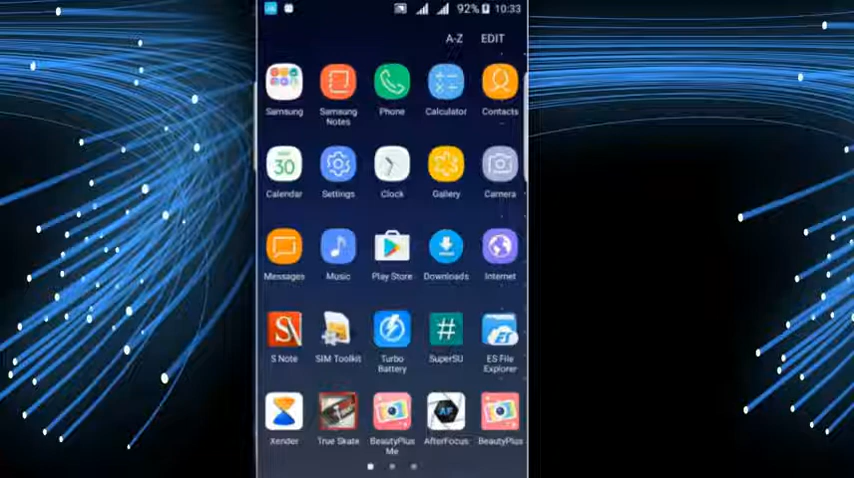 92% 10:33
A-Z EDIT
Samsung Samsung Notes Phone Calculator Contacts
30
Calendar Settings Clock Gallery Camera
Messages Music Play Store Downloads Internet
#
ES
S Note SIM Toolkit Turbo Battery SuperSU ES File Explorer
AF
Xender True Skate BeautyPlus Me AfterFocus BeautyPlus